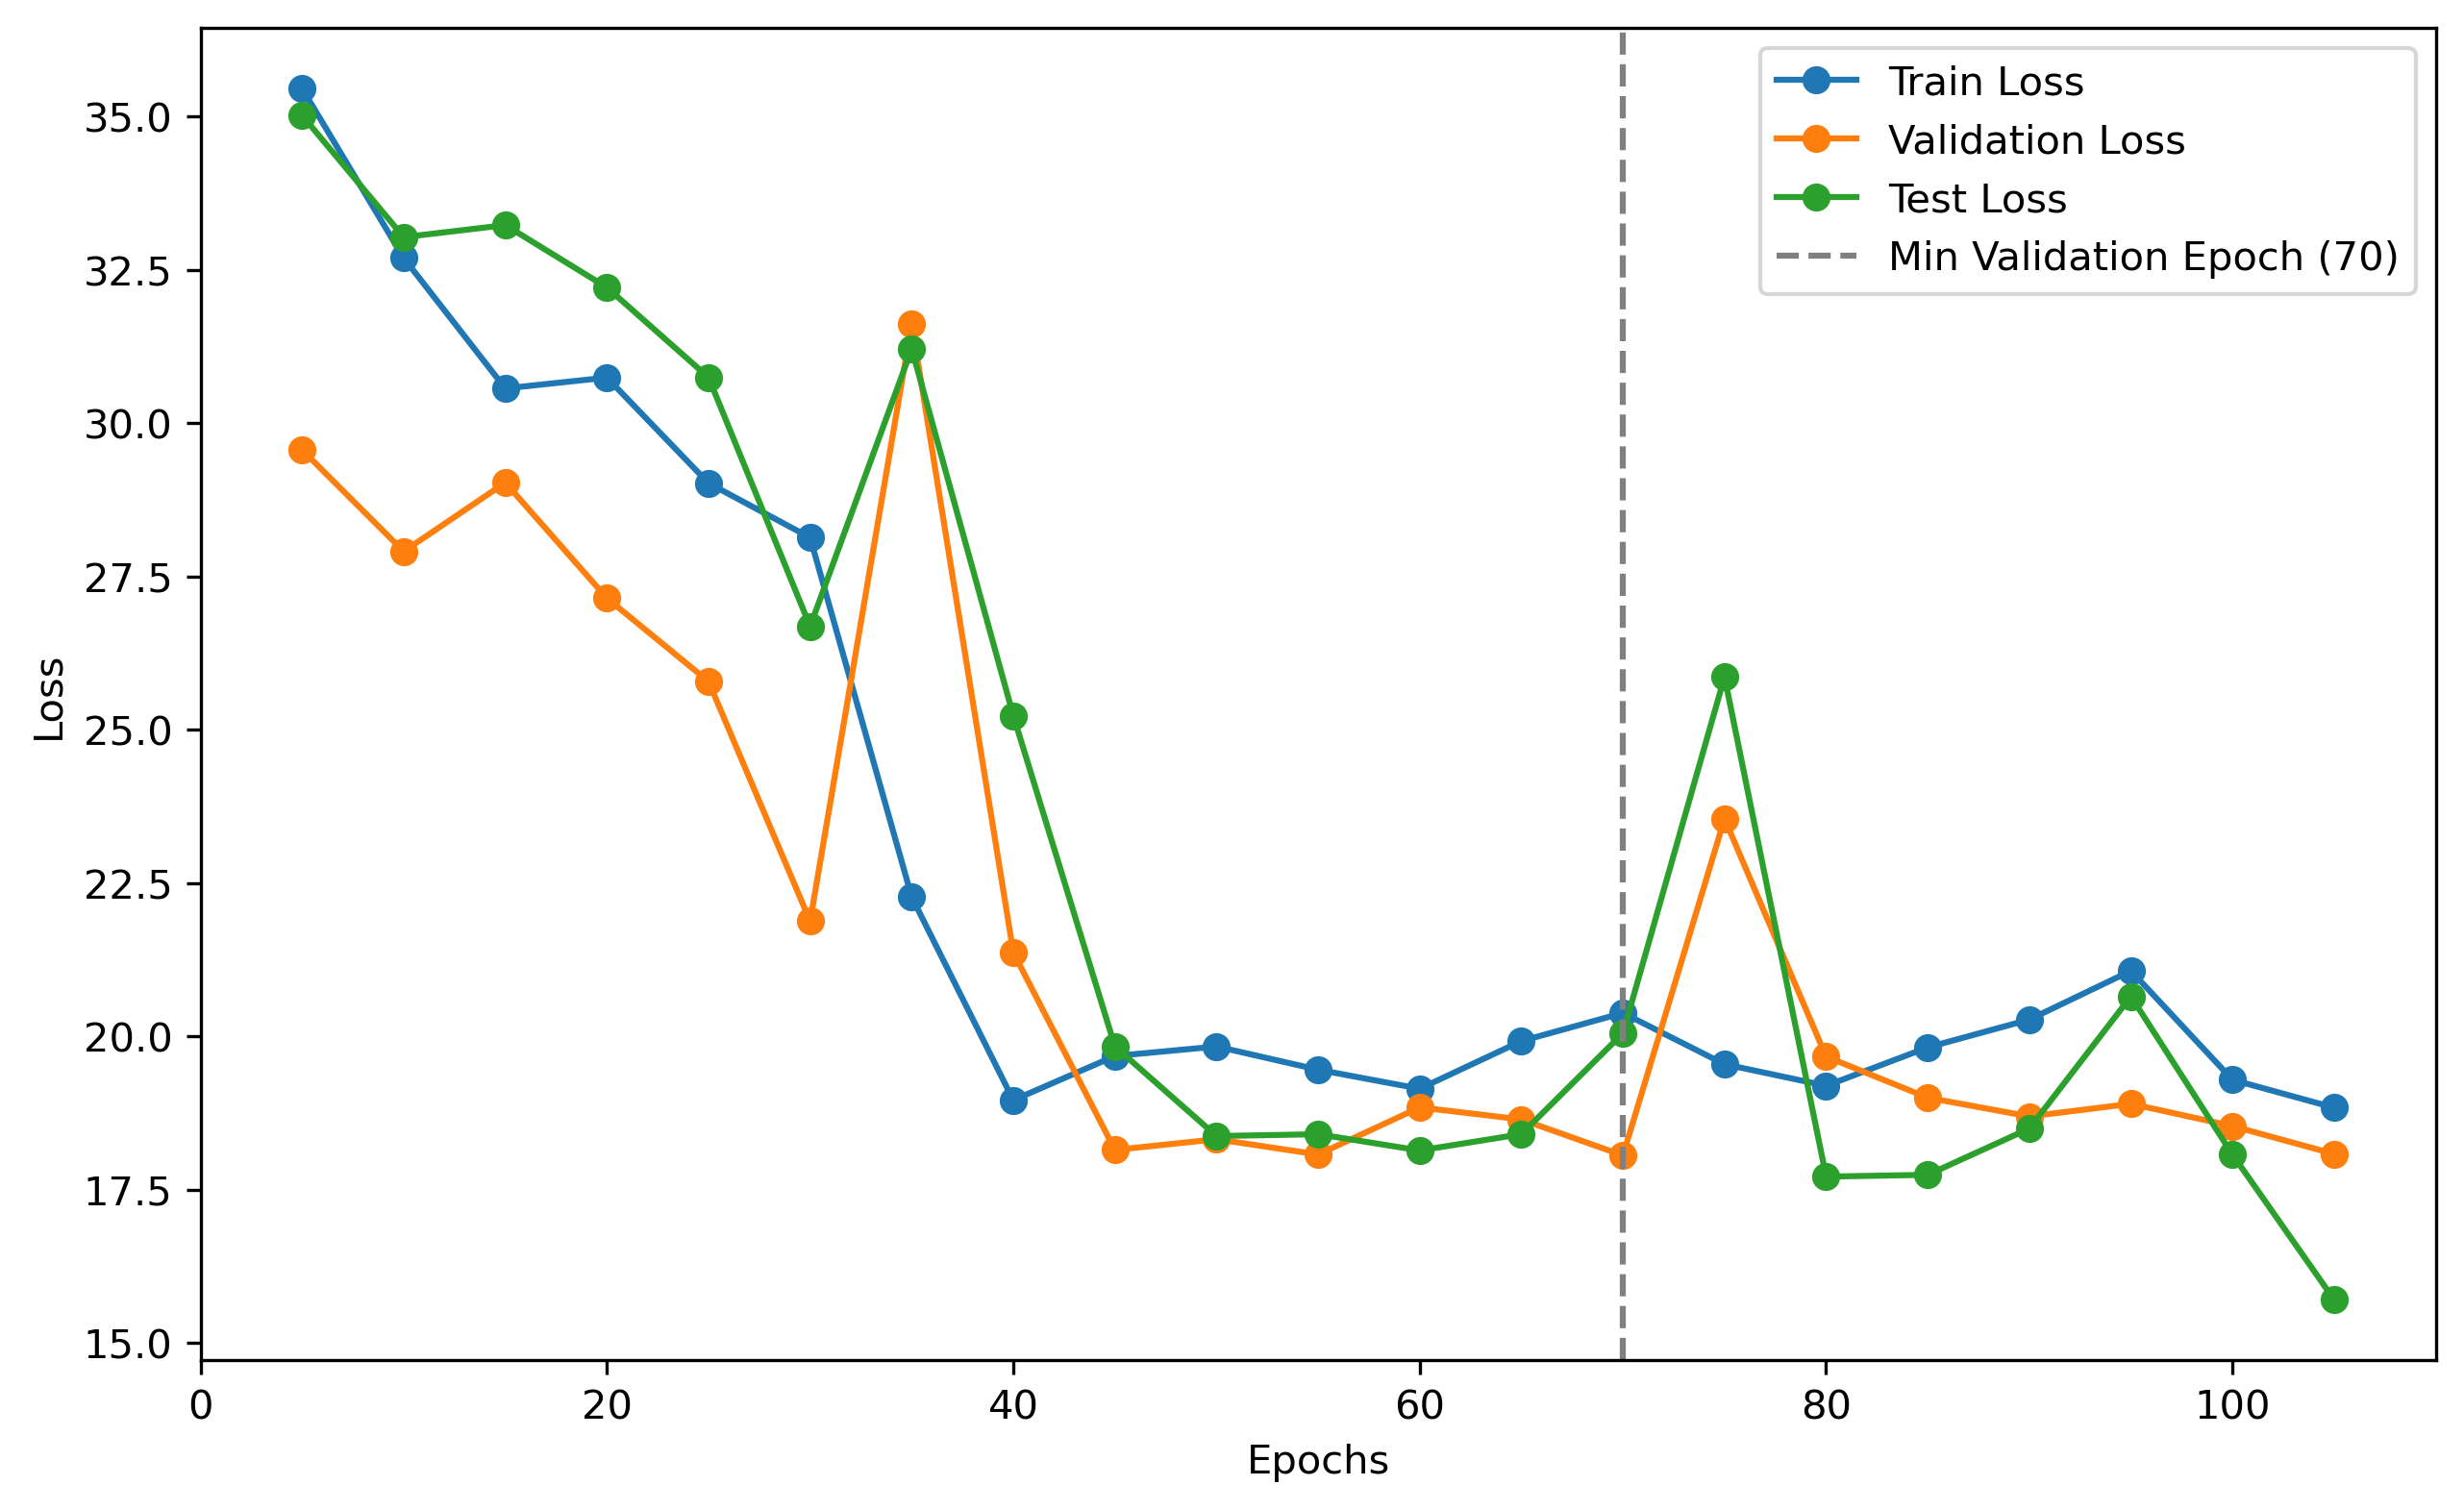 Train Loss
Validation Loss
Test Loss
Min Validation Epoch (70)
35.0
32.5
30.0
27.5
25.0
22.5
20.0
17.5
15.0
Loss
0 20 40 60 80 100
Epochs